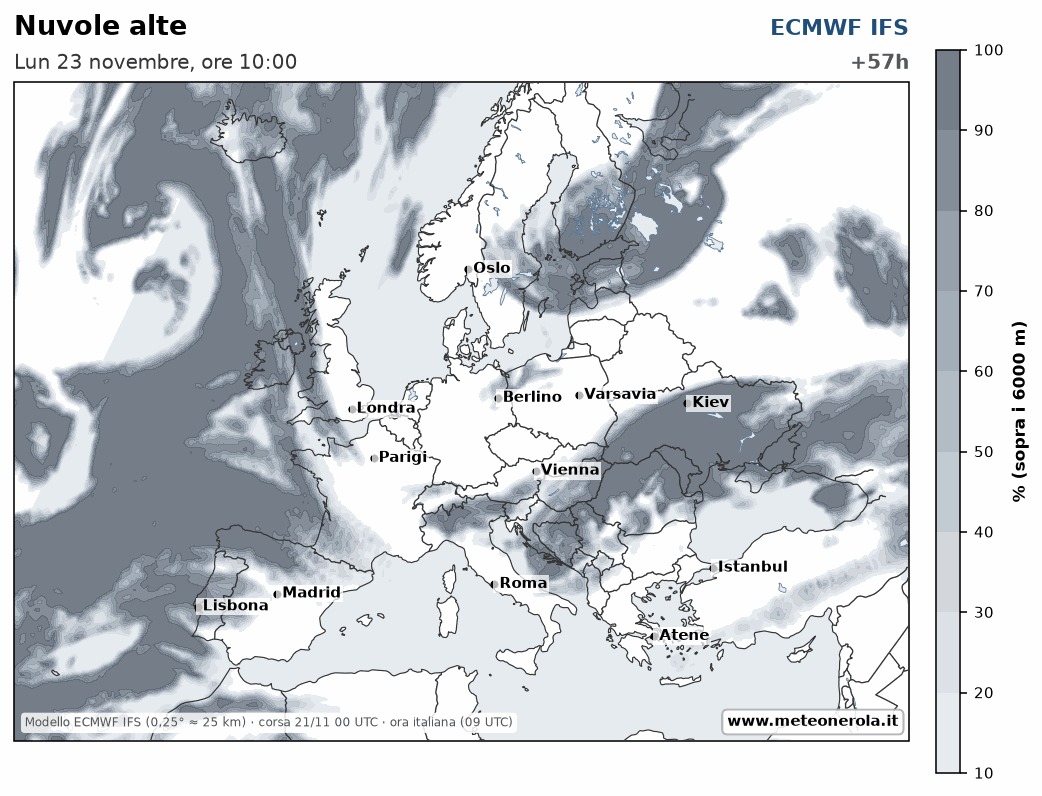 Nuvole alte
ECMWF IFS
Lun 23 novembre, ore 10:00
+57h
100
90
80
70
60
50
40
30
20
10
% (sopra i 6000 m)
Oslo
Berlino
Varsavia
Kiev
Londra
Parigi
Vienna
Istanbul
Roma
Madrid
Lisbona
Atene
Modello ECMWF IFS (0,25° ≈ 25 km) · corsa 21/11 00 UTC · ora italiana (09 UTC)
www.meteonerola.it